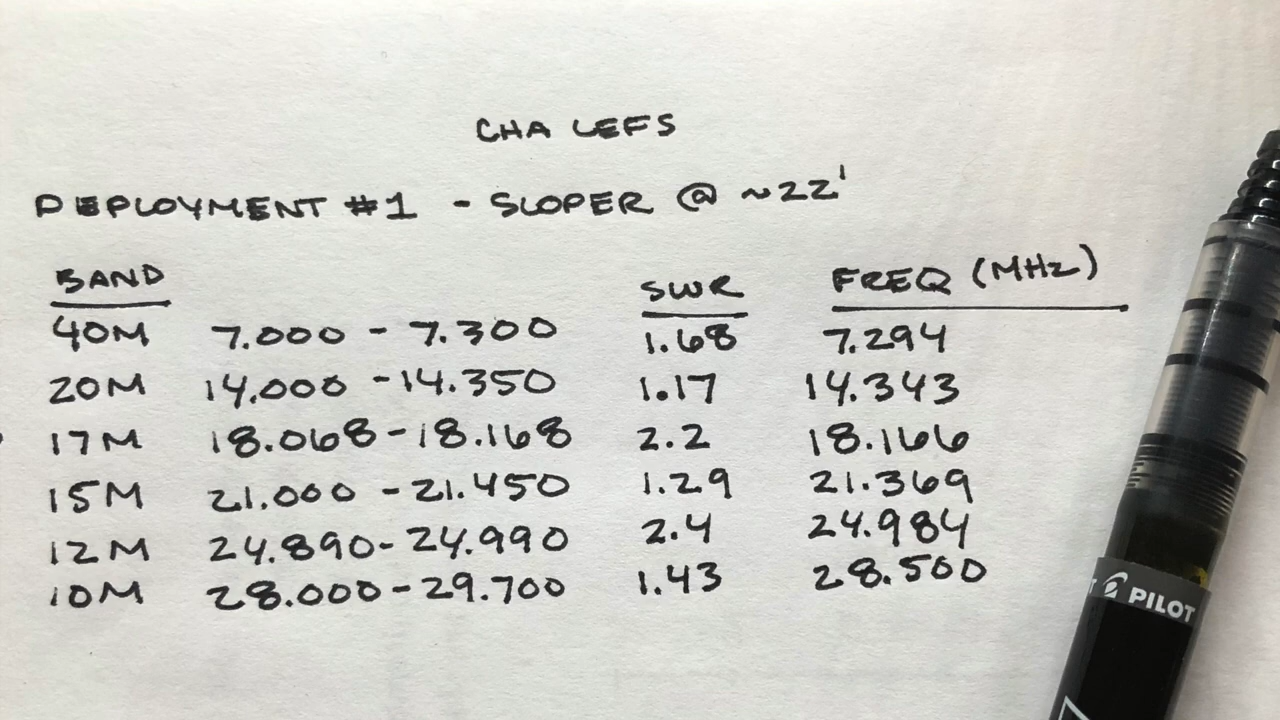 CHA LEFS
DEPLOYMENT #1 - SLOPER @ ~22'
BAND SWR FREQ (MHz)
40M 7.000 - 7.300 1.68 7.294
20M 14.000 - 14.350 1.17 14.343
17M 18.068 - 18.168 2.2 18.166
15M 21.000 - 21.450 1.29 21.369
12M 24.890 - 24.990 2.4 24.984
10M 28.000 - 29.700 1.43 28.500
PILOT